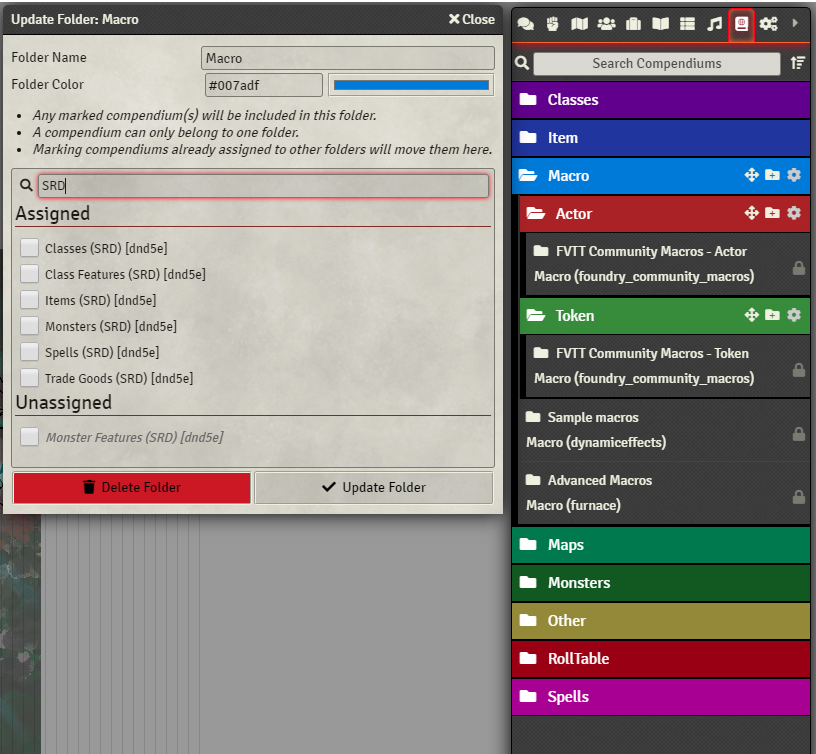 Update Folder: Macro
Close
Folder Name
Macro
Folder Color
#007adf
Any marked compendium(s) will be included in this folder.
A compendium can only belong to one folder.
Marking compendiums already assigned to other folders will move them here.
SRD
Assigned
Classes (SRD) [dnd5e]
Class Features (SRD) [dnd5e]
Items (SRD) [dnd5e]
Monsters (SRD) [dnd5e]
Spells (SRD) [dnd5e]
Trade Goods (SRD) [dnd5e]
Unassigned
Monster Features (SRD) [dnd5e]
Delete Folder
Update Folder
Search Compendiums
Classes
Item
Macro
Actor
FVTT Community Macros - Actor
Macro (foundry_community_macros)
Token
FVTT Community Macros - Token
Macro (foundry_community_macros)
Sample macros
Macro (dynamiceffects)
Advanced Macros
Macro (furnace)
Maps
Monsters
Other
RollTable
Spells